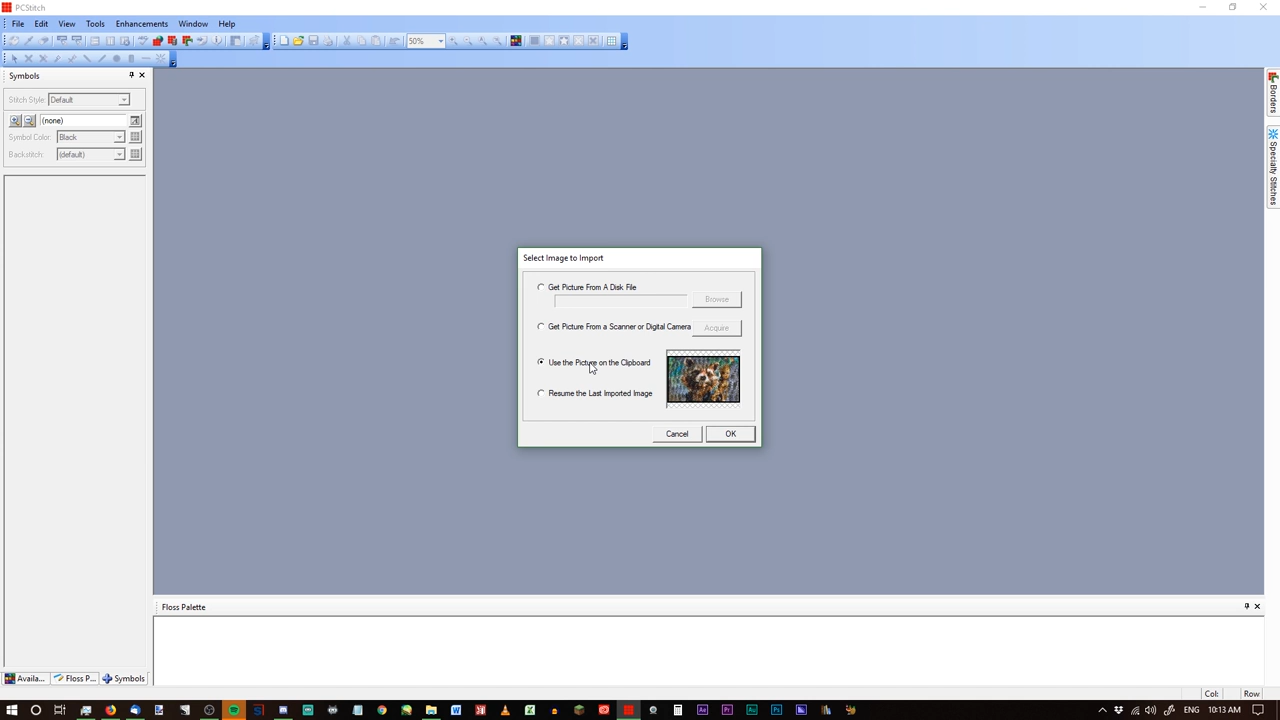 PCStitch
File Edit View Tools Enhancements Window Help
50%
Symbols
Stitch Style: Default
(none)
Symbol Color: Black
Backstitch: (default)
Borders
Specialty Stitches
Select Image to Import
Get Picture From A Disk File
Browse
Get Picture From a Scanner or Digital Camera Acquire
Use the Picture on the Clipboard
Resume the Last Imported Image
Cancel OK
Floss Palette
Availa... Floss P... Symbols
Col: Row
ENG 10:13 AM